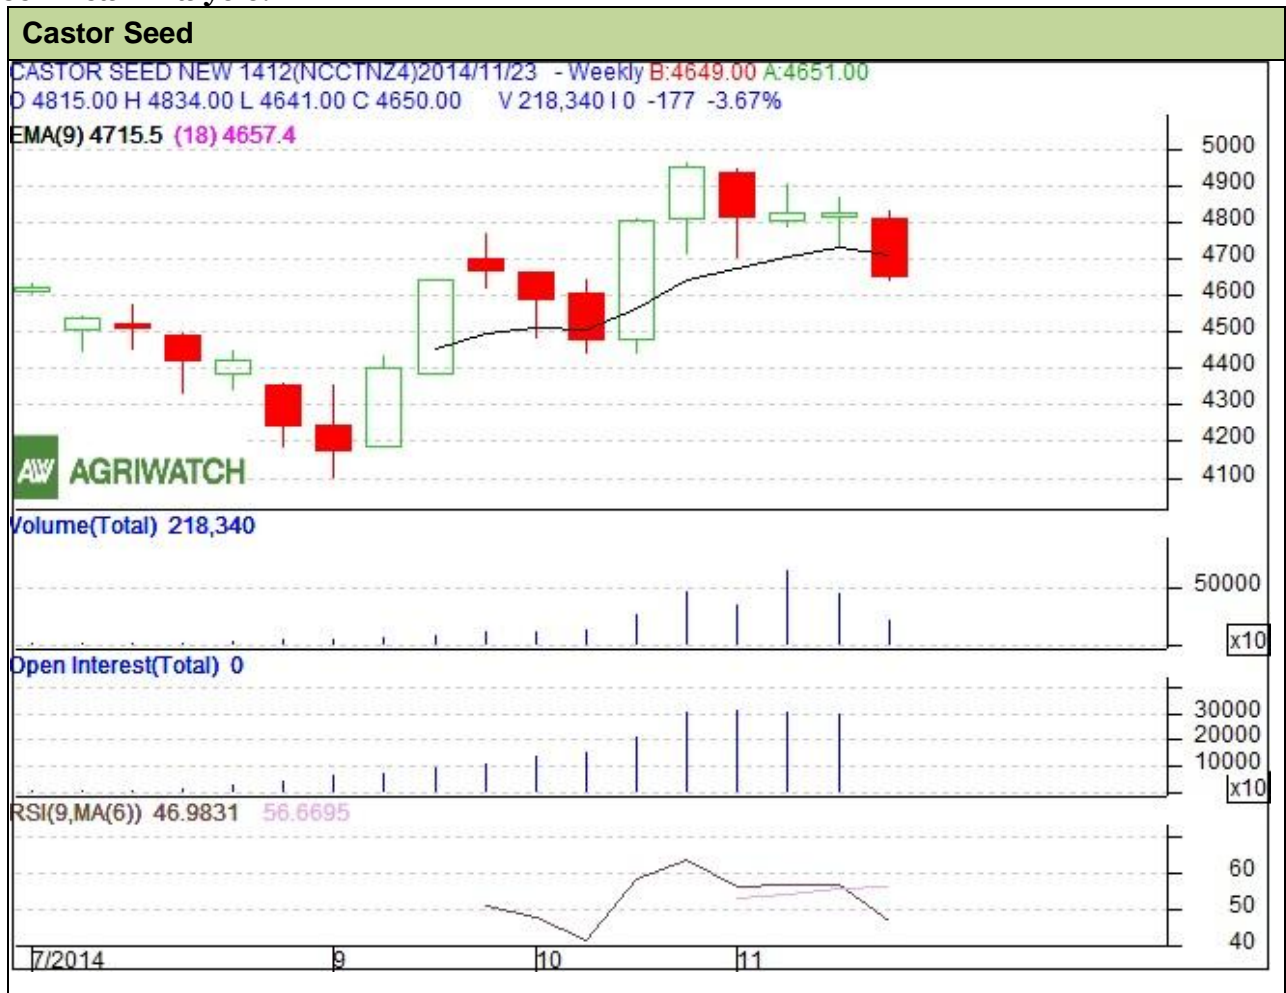 Castor Seed
CASTOR SEED NEW 1412(NCCTNZ4)2014/11/23 - Weekly B:4649.00 A:4651.00
O 4815.00 H 4834.00 L 4641.00 C 4650.00 V 218,340 I 0 -177 -3.67%
EMA(9) 4715.5 (18) 4657.4
5000
4900
4800
4700
4600
4500
4400
4300
4200
4100
AW AGRIWATCH
Volume(Total) 218,340
50000
x10
Open Interest(Total) 0
30000
20000
10000
x10
RSI(9,MA(6)) 46.9831 56.6695
60
50
40
7/2014 9 10 11